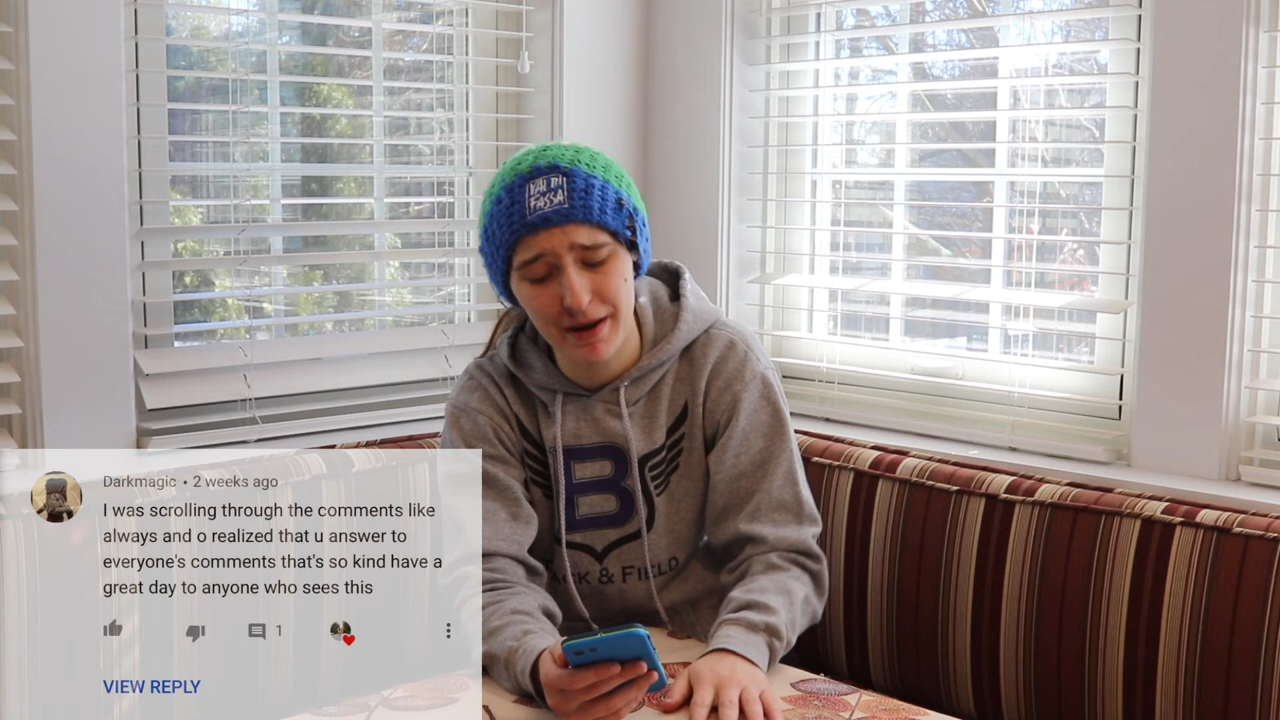 VAL DI
FASSA
B
ACK & FIELD
Darkmagic • 2 weeks ago
I was scrolling through the comments like
always and o realized that u answer to
everyone's comments that's so kind have a
great day to anyone who sees this
1
VIEW REPLY